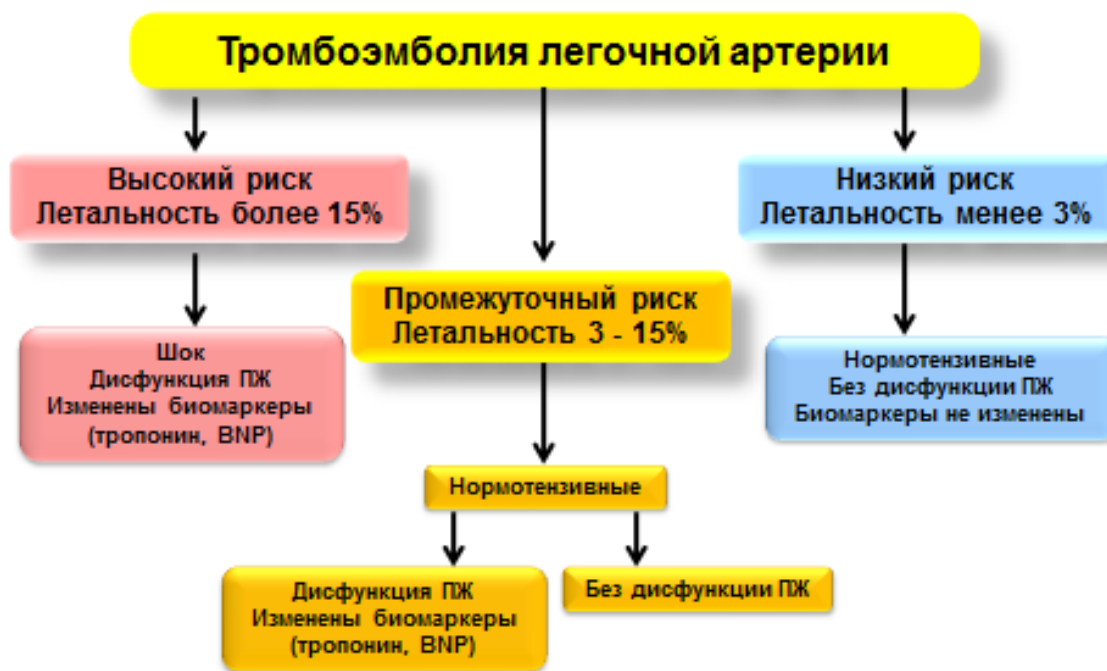 Тромбоэмболия легочной артерии
Высокий риск
Летальность более 15%
Низкий риск
Летальность менее 3%
Промежуточный риск
Летальность 3 - 15%
Шок
Дисфункция ПЖ
Изменены биомаркеры
(тропонин, BNP)
Нормотензивные
Без дисфункции ПЖ
Биомаркеры не изменены
Нормотензивные
Дисфункция ПЖ
Изменены биомаркеры
(тропонин, BNP)
Без дисфункции ПЖ